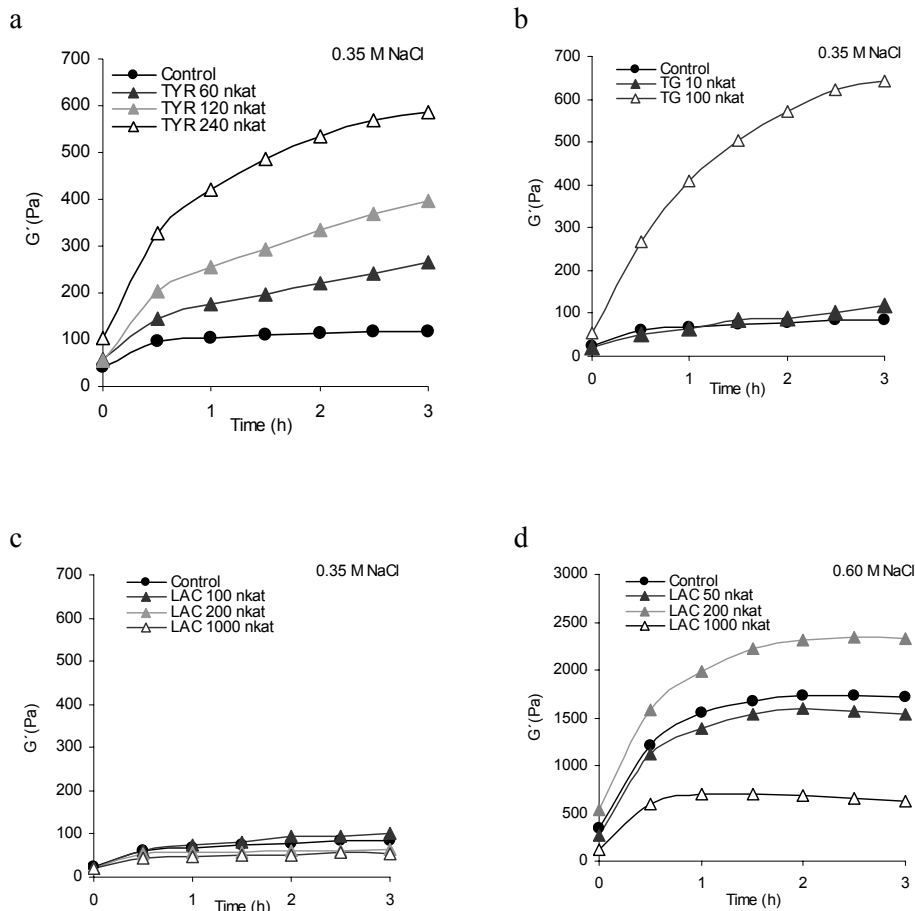 a
0.35 M NaCl
Control
TYR 60 nkat
TYR 120 nkat
TYR 240 nkat
G´(Pa)
700
600
500
400
300
200
100
0
0 1 2 3
Time (h)
b
0.35 M NaCl
Control
TG 10 nkat
TG 100 nkat
G´(Pa)
700
600
500
400
300
200
100
0
0 1 2 3
Time (h)
c
0.35 M NaCl
Control
LAC 100 nkat
LAC 200 nkat
LAC 1000 nkat
G´(Pa)
700
600
500
400
300
200
100
0
0 1 2 3
Time (h)
d
0.60 M NaCl
Control
LAC 50 nkat
LAC 200 nkat
LAC 1000 nkat
G´(Pa)
3000
2500
2000
1500
1000
500
0
0 1 2 3
Time (h)